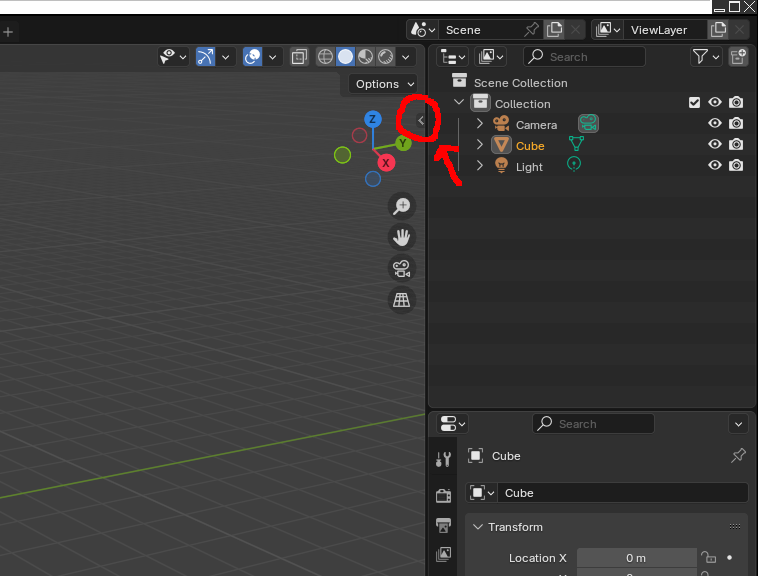 Scene
ViewLayer
Search
Options
Scene Collection
Collection
Camera
Cube
Light
Z
Y
X
Search
Cube
Cube
Transform
Location X 0 m